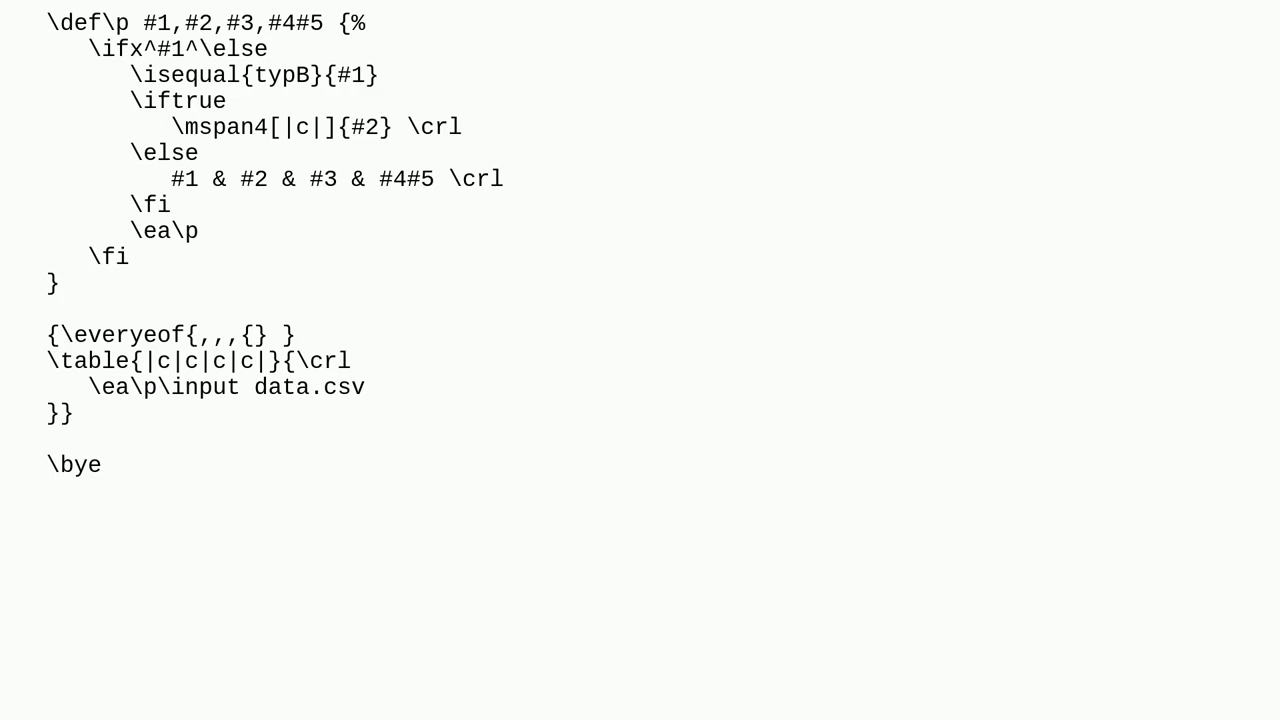 \def\p #1,#2,#3,#4#5 {%
   \ifx^#1^\else
      \isequal{typB}{#1}
      \iftrue
         \mspan4[|c|]{#2} \crl
      \else
         #1 & #2 & #3 & #4#5 \crl
      \fi
      \ea\p
   \fi
}

{\everyeof{,,,{} }
\table{|c|c|c|c|}{\crl
   \ea\p\input data.csv
}}

\bye